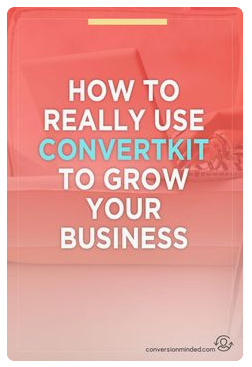 HOW TO
REALLY USE
CONVERTKIT
TO GROW
YOUR
BUSINESS
conversionminded.com